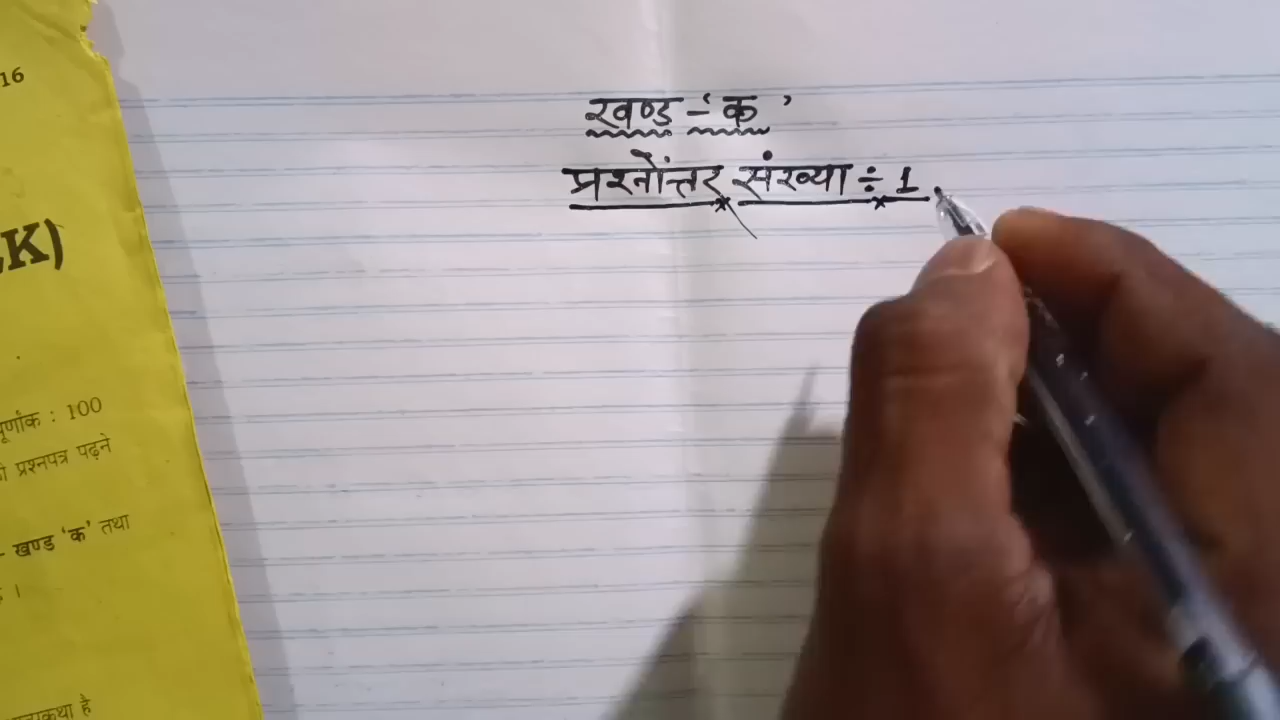 16
K)
पूर्णांक : 100
प्रश्नपत्र पढ़ने
- खण्ड 'क' तथा
।
है
खण्ड - 'क'
प्रश्नोंत्तर संख्या ÷ 1.